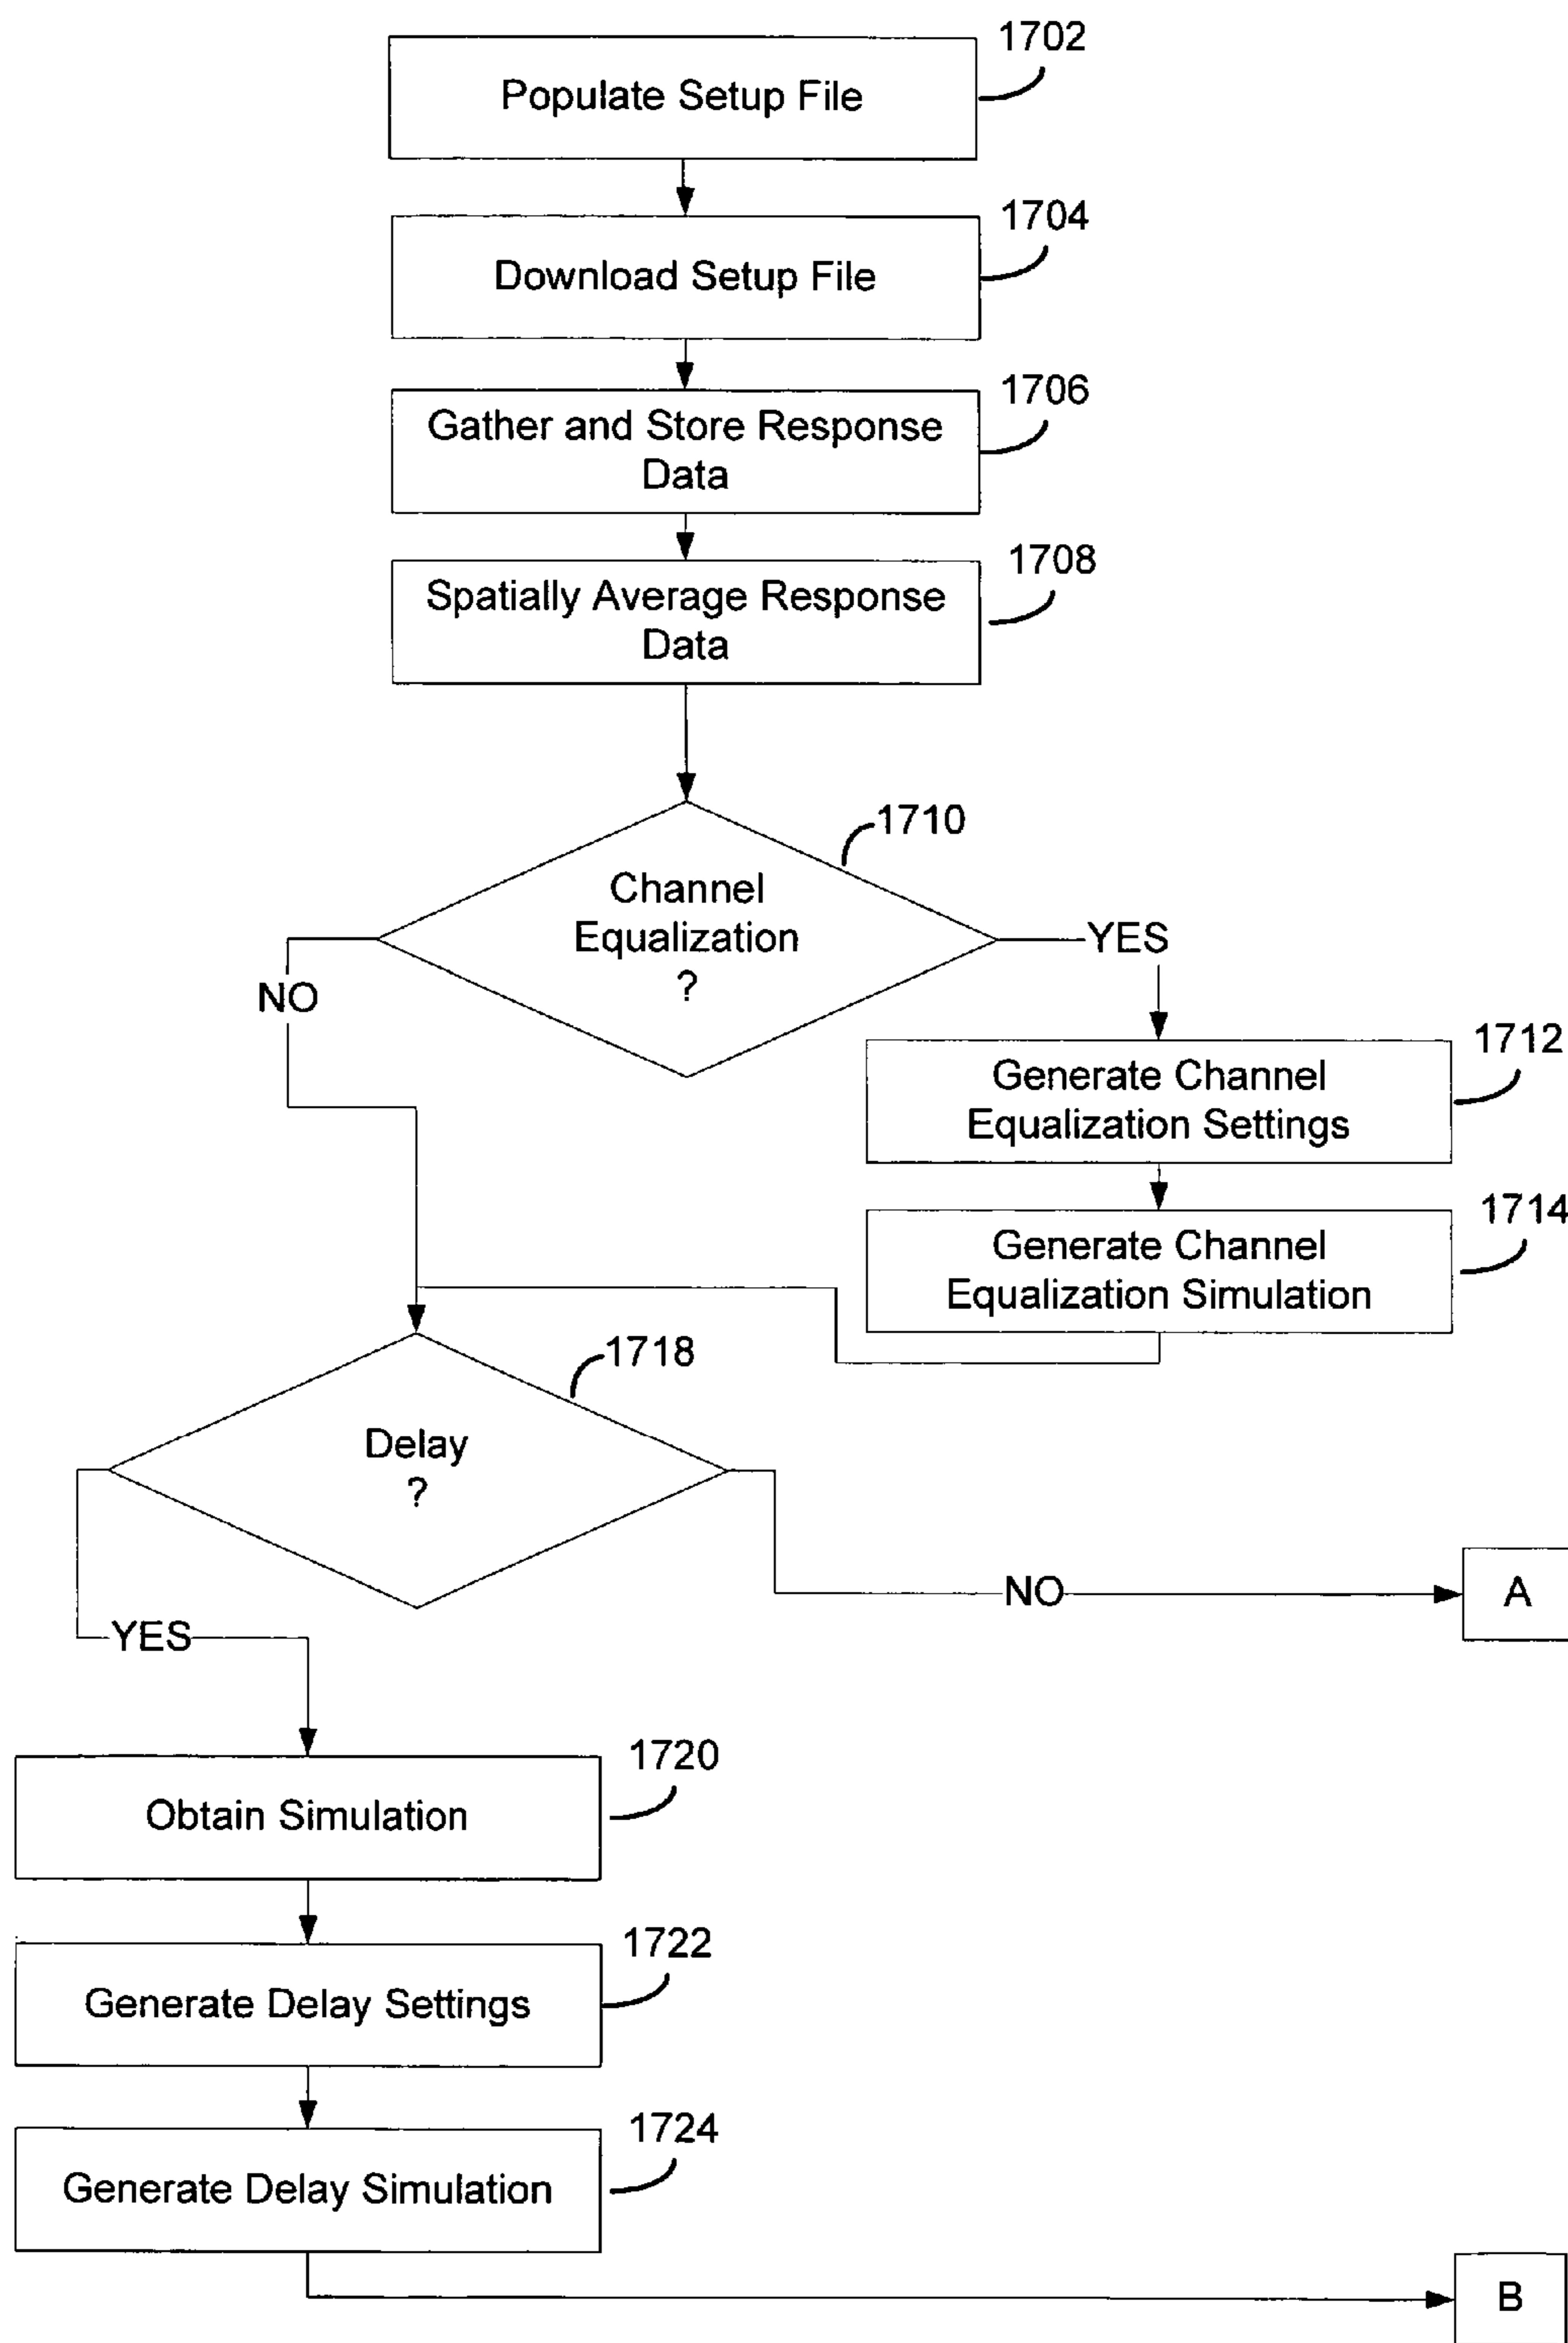 1702
Populate Setup File
1704
Download Setup File
1706
Gather and Store Response
Data
1708
Spatially Average Response
Data
1710
Channel
Equalization
?
YES
NO
1712
Generate Channel
Equalization Settings
1714
Generate Channel
Equalization Simulation
1718
Delay
?
NO
A
YES
1720
Obtain Simulation
1722
Generate Delay Settings
1724
Generate Delay Simulation
B